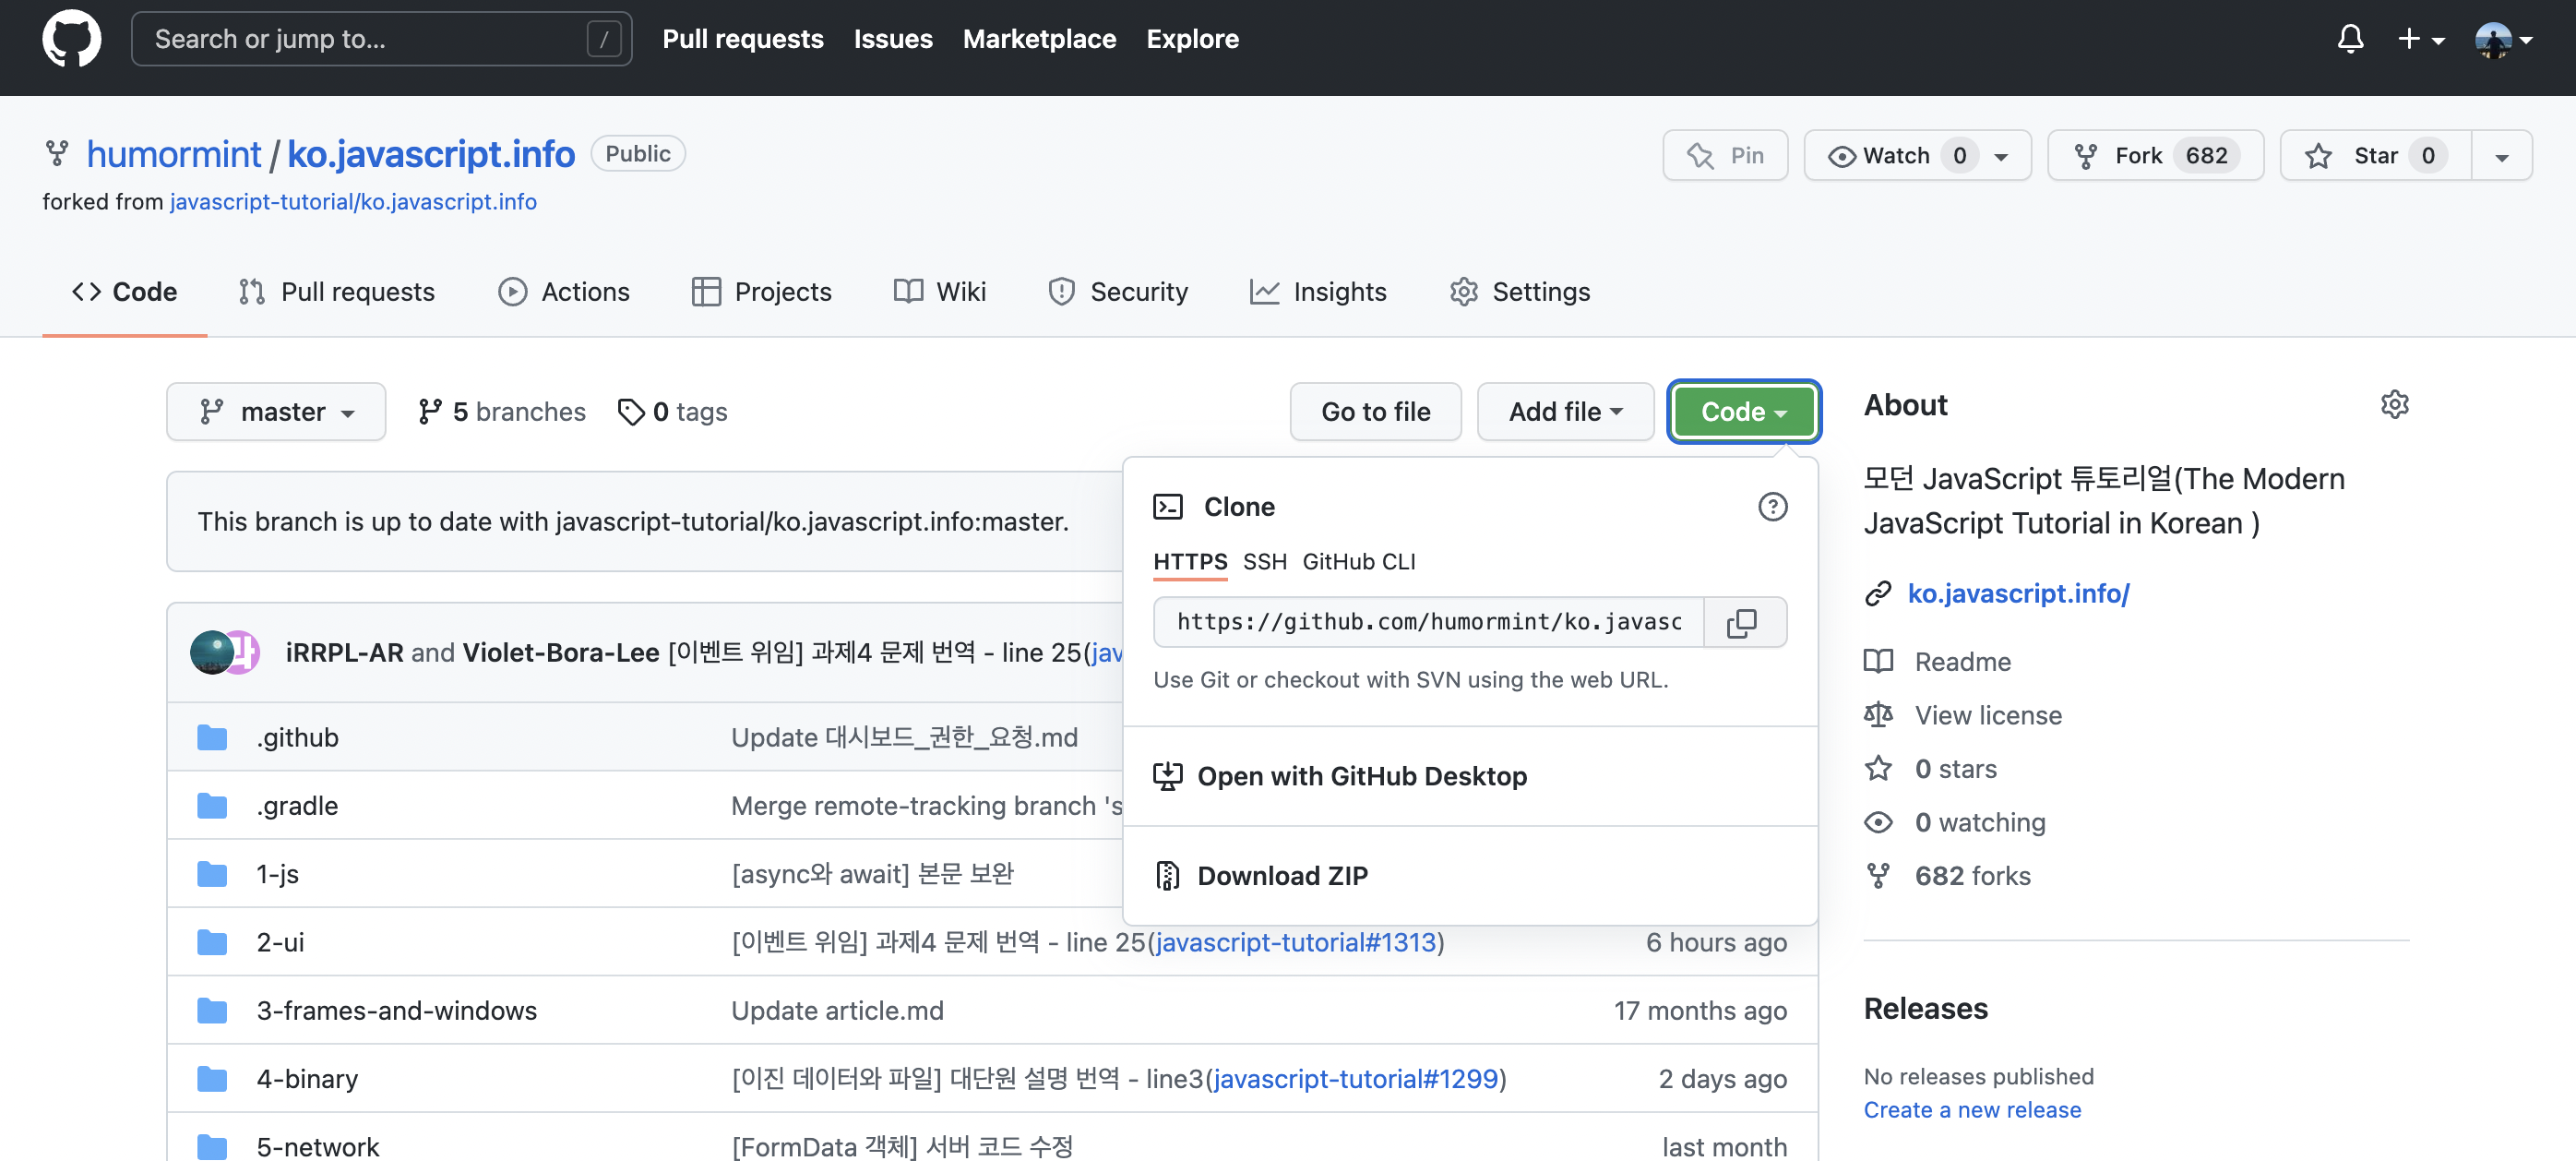 Search or jump to... /
Pull requests Issues Marketplace Explore
humormint / ko.javascript.info Public
forked from javascript-tutorial/ko.javascript.info
Pin Watch 0 Fork 682 Star 0
Code Pull requests Actions Projects Wiki Security Insights Settings
master 5 branches 0 tags
Go to file Add file Code
This branch is up to date with javascript-tutorial/ko.javascript.info:master.
Clone
HTTPS SSH GitHub CLI
https://github.com/humormint/ko.javasc
Use Git or checkout with SVN using the web URL.
Open with GitHub Desktop
Download ZIP
iRRPL-AR and Violet-Bora-Lee [이벤트 위임] 과제4 문제 번역 - line 25(jav
.github Update 대시보드_권한_요청.md
.gradle Merge remote-tracking branch 's
1-js [async와 await] 본문 보완
2-ui [이벤트 위임] 과제4 문제 번역 - line 25(javascript-tutorial#1313) 6 hours ago
3-frames-and-windows Update article.md 17 months ago
4-binary [이진 데이터와 파일] 대단원 설명 번역 - line3(javascript-tutorial#1299) 2 days ago
5-network [FormData 객체] 서버 코드 수정 last month
About
모던 JavaScript 튜토리얼(The Modern
JavaScript Tutorial in Korean )
ko.javascript.info/
Readme
View license
0 stars
0 watching
682 forks
Releases
No releases published
Create a new release